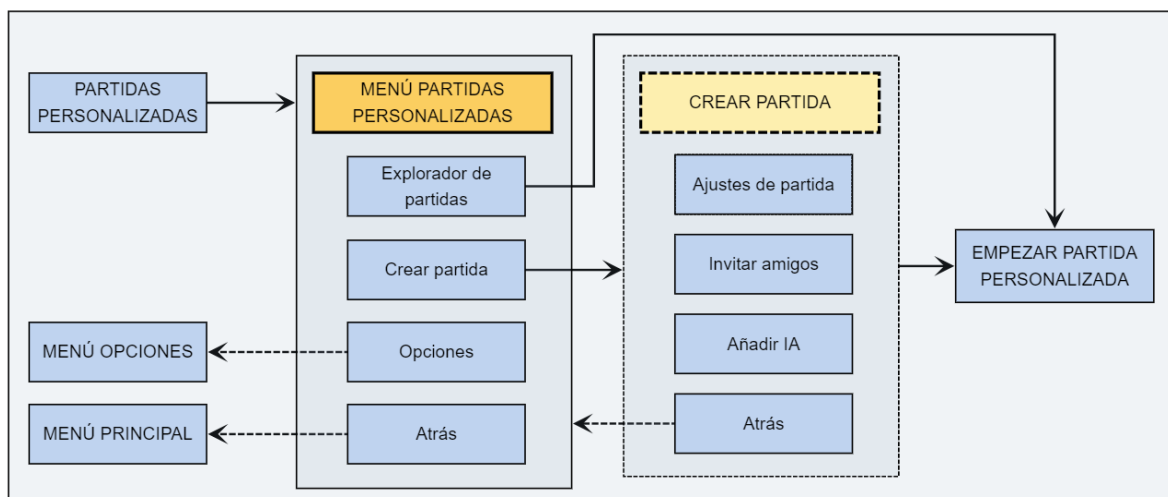 PARTIDAS
PERSONALIZADAS
MENÚ PARTIDAS
PERSONALIZADAS
Explorador de
partidas
Crear partida
Opciones
Atrás
MENÚ OPCIONES
MENÚ PRINCIPAL
CREAR PARTIDA
Ajustes de partida
Invitar amigos
Añadir IA
Atrás
EMPEZAR PARTIDA
PERSONALIZADA